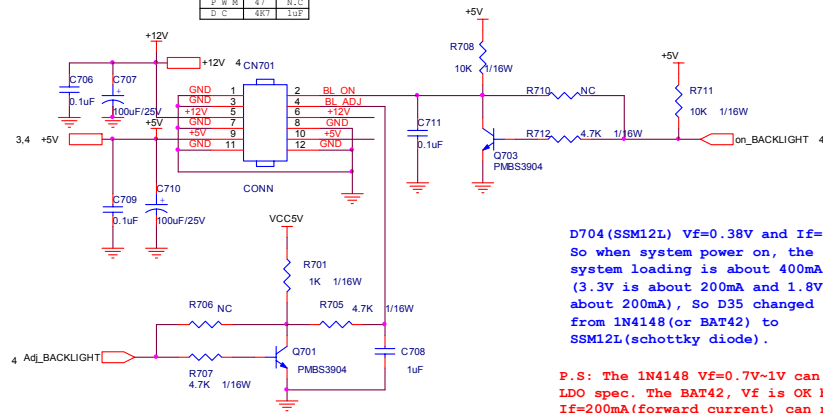 P W M 47 N.C
D C 4K7 1uF
+12V
+12V
4 CN701
C706
0.1uF
C707
100uF/25V
GND 1 2 BL_ON
GND 3 4 BL_ADJ
+12V 5 6 +12V
GND 7 8 GND
+5V 9 10 +5V
GND 11 12 GND
CONN
+5V
3,4 +5V
C709
0.1uF
C710
100uF/25V
+5V
R708
10K 1/16W
C711
0.1uF
R710 NC
R712 4.7K 1/16W
Q703
PMBS3904
+5V
R711
10K 1/16W
on_BACKLIGHT 4
VCC5V
R701
1K 1/16W
R706 NC
R705 4.7K 1/16W
4 Adj_BACKLIGHT
R707
4.7K 1/16W
Q701
PMBS3904
C708
1uF
D704(SSM12L) Vf=0.38V and If=
So when system power on, the
system loading is about 400mA
(3.3V is about 200mA and 1.8V
about 200mA), So D35 changed
from 1N4148(or BAT42) to
SSM12L(schottky diode).
P.S: The 1N4148 Vf=0.7V~1V can
LDO spec. The BAT42, Vf is OK
If=200mA(forward current) can